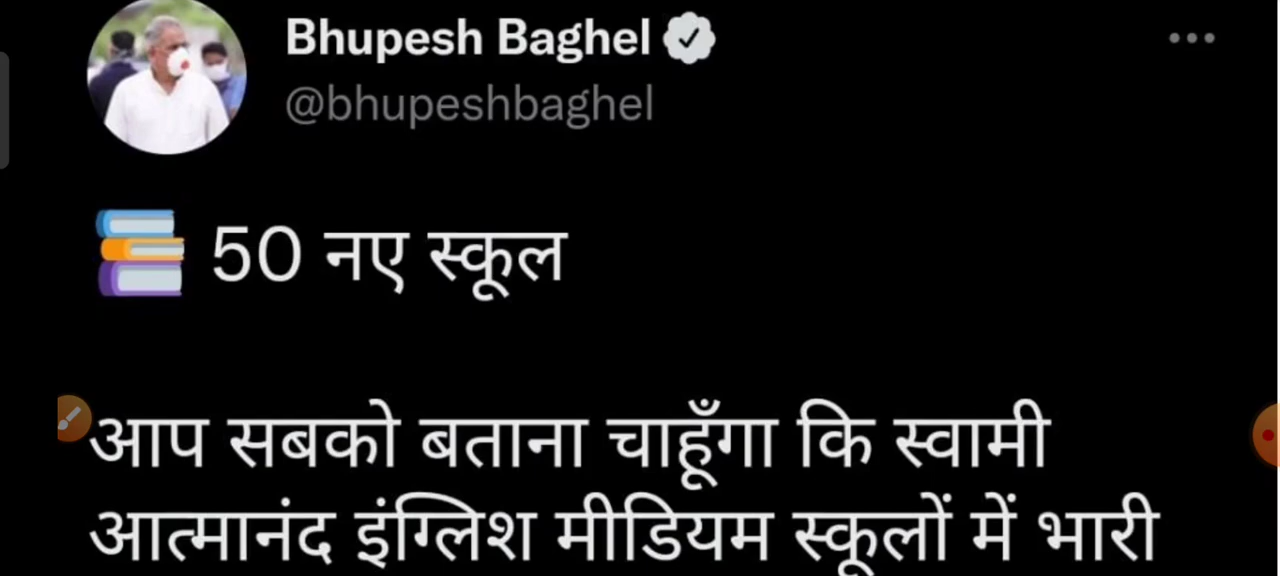 Bhupesh Baghel
@bhupeshbaghel
50 नए स्कूल
आप सबको बताना चाहूँगा कि स्वामी
आत्मानंद इंग्लिश मीडियम स्कूलों में भारी